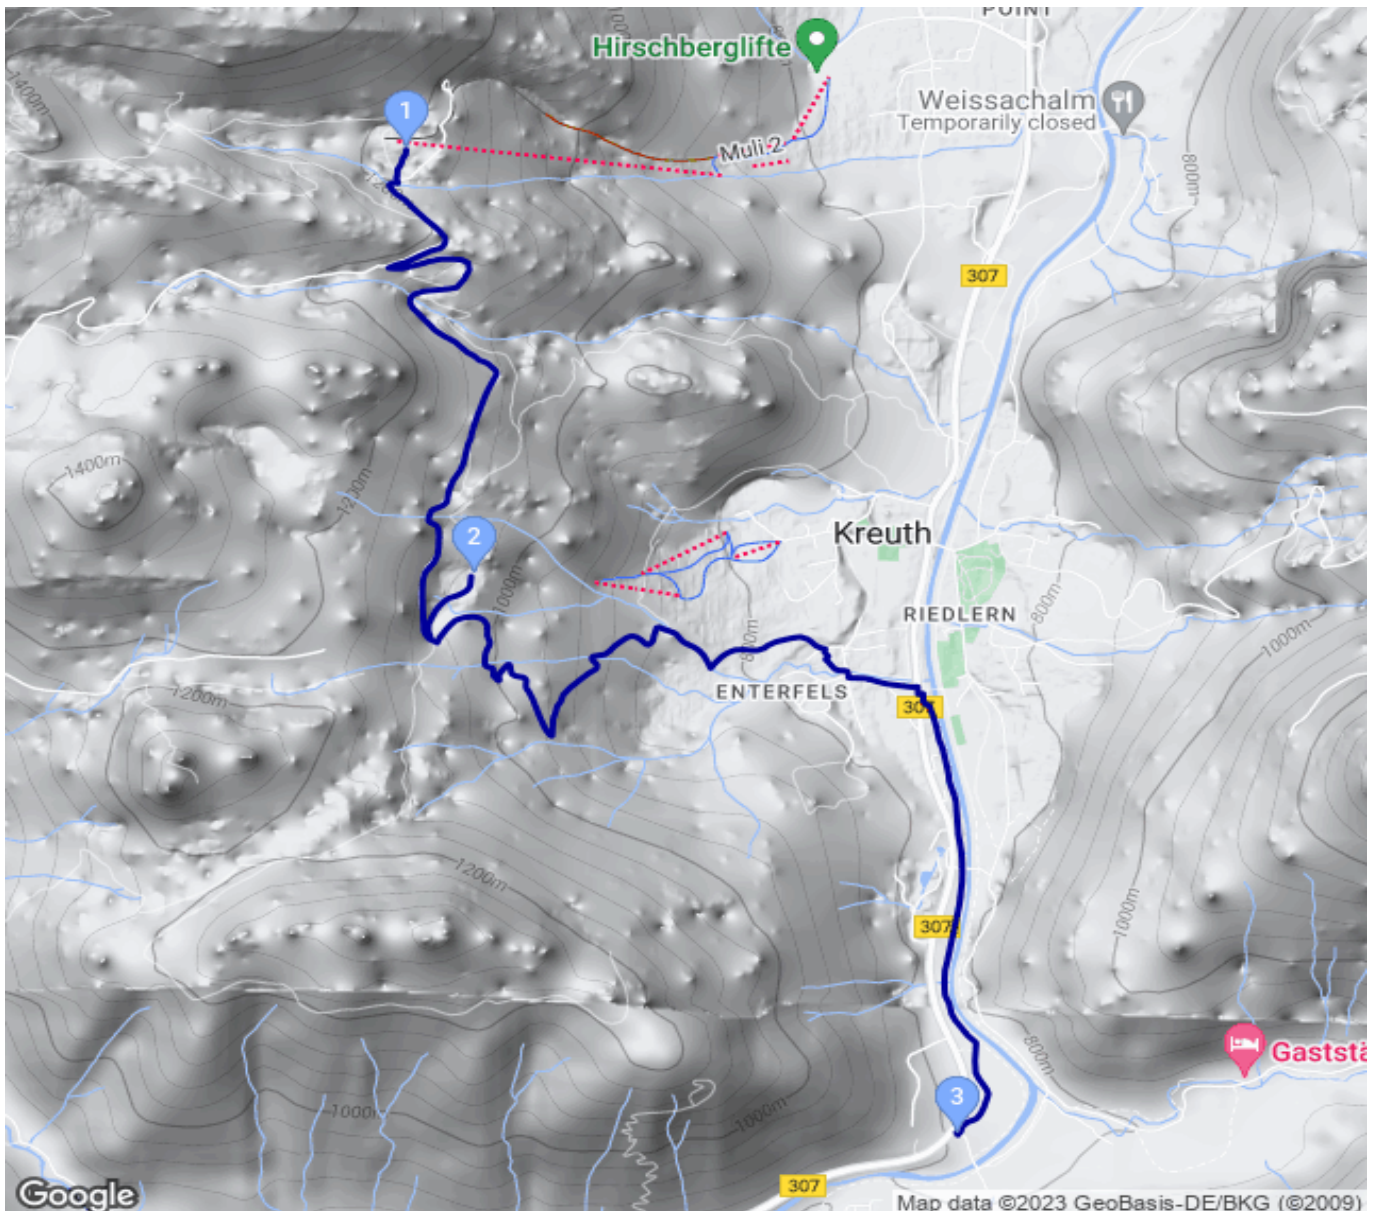 POINT
1400m
Hirschberglifte
1
Weissachalm
Temporarily closed
Muli 2
800m
1200m
307
1400m
1200m
2
Kreuth
1000m
RIEDLERN
800m
800m
1000m
1200m
ENTERFELS
307
1200m
1000m
307
800m
Gaststä
3
1000m
1000m
307
Google
Map data ©2023 GeoBasis-DE/BKG (©2009)